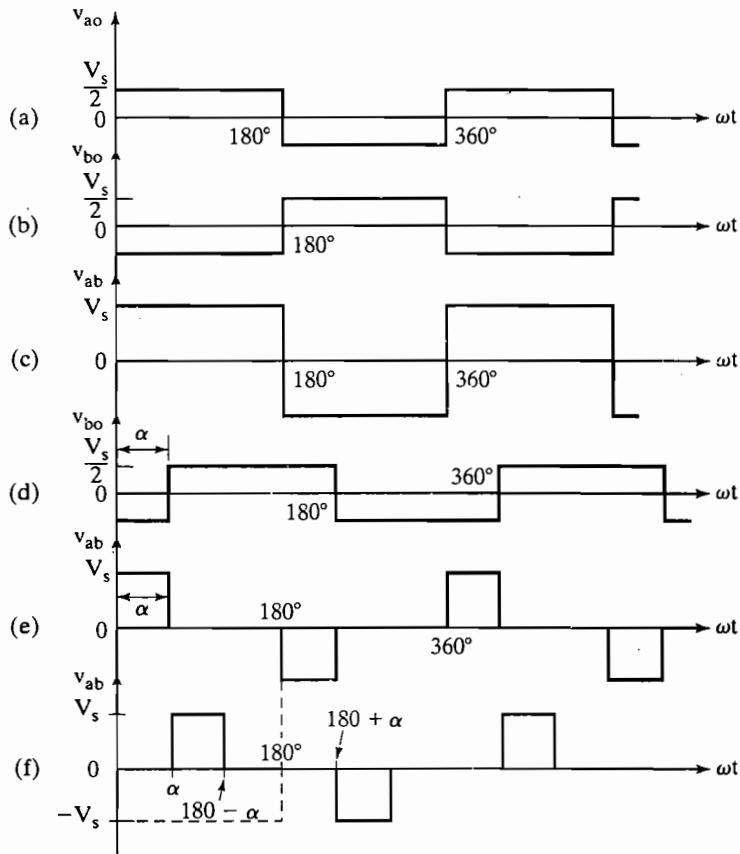 v_ao
V_s
2
(a) 0 180° 360° ωt
v_bo
V_s
2
(b) 0 180° ωt
v_ab
V_s
(c) 0 180° 360° ωt
v_bo
α
V_s
2
(d) 0 180° 360° ωt
v_ab
V_s
α
(e) 0 180° 360° ωt
v_ab
V_s
180 + α
180°
(f) 0 ωt
α
180 − α
−V_s